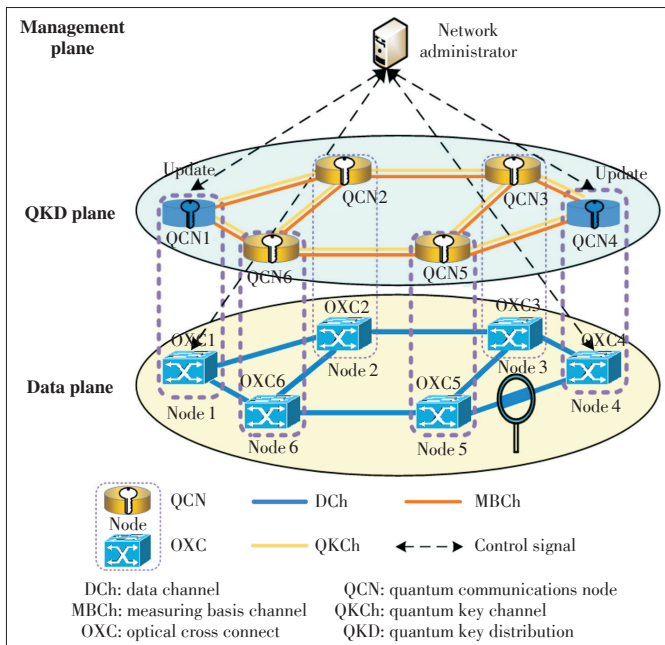 Management
plane
Network
administrator
Update
Update
QCN2
QCN3
QKD plane
QCN1
QCN4
QCN6
QCN5
OXC2
OXC3
OXC1
OXC4
OXC6
OXC5
Node 2
Node 3
Data plane
Node 1
Node 4
Node 6
Node 5
QCN
DCh
MBCh
Node
OXC
QKCh
Control signal
DCh: data channel
QCN: quantum communications node
MBCh: measuring basis channel
QKCh: quantum key channel
OXC: optical cross connect
QKD: quantum key distribution